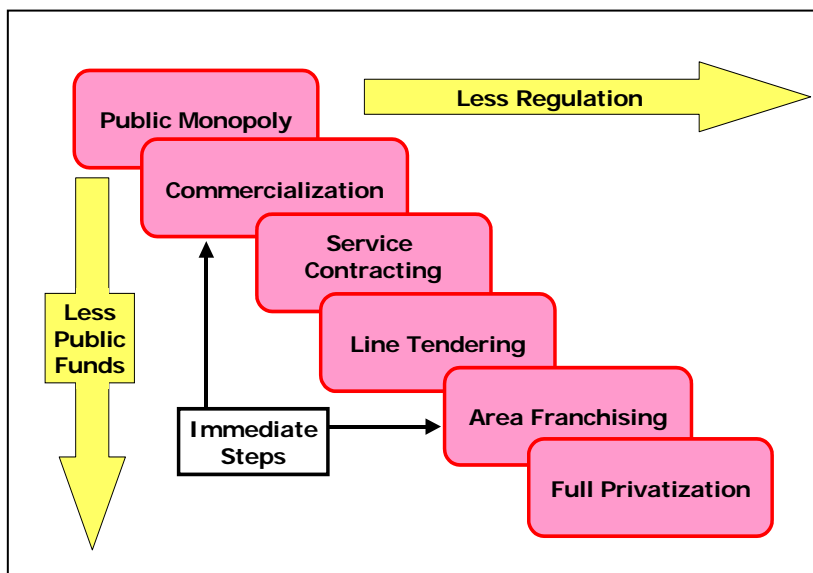 Public Monopoly
Less Regulation
Commercialization
Service
Contracting
Less
Public
Funds
Line Tendering
Immediate
Steps
Area Franchising
Full Privatization